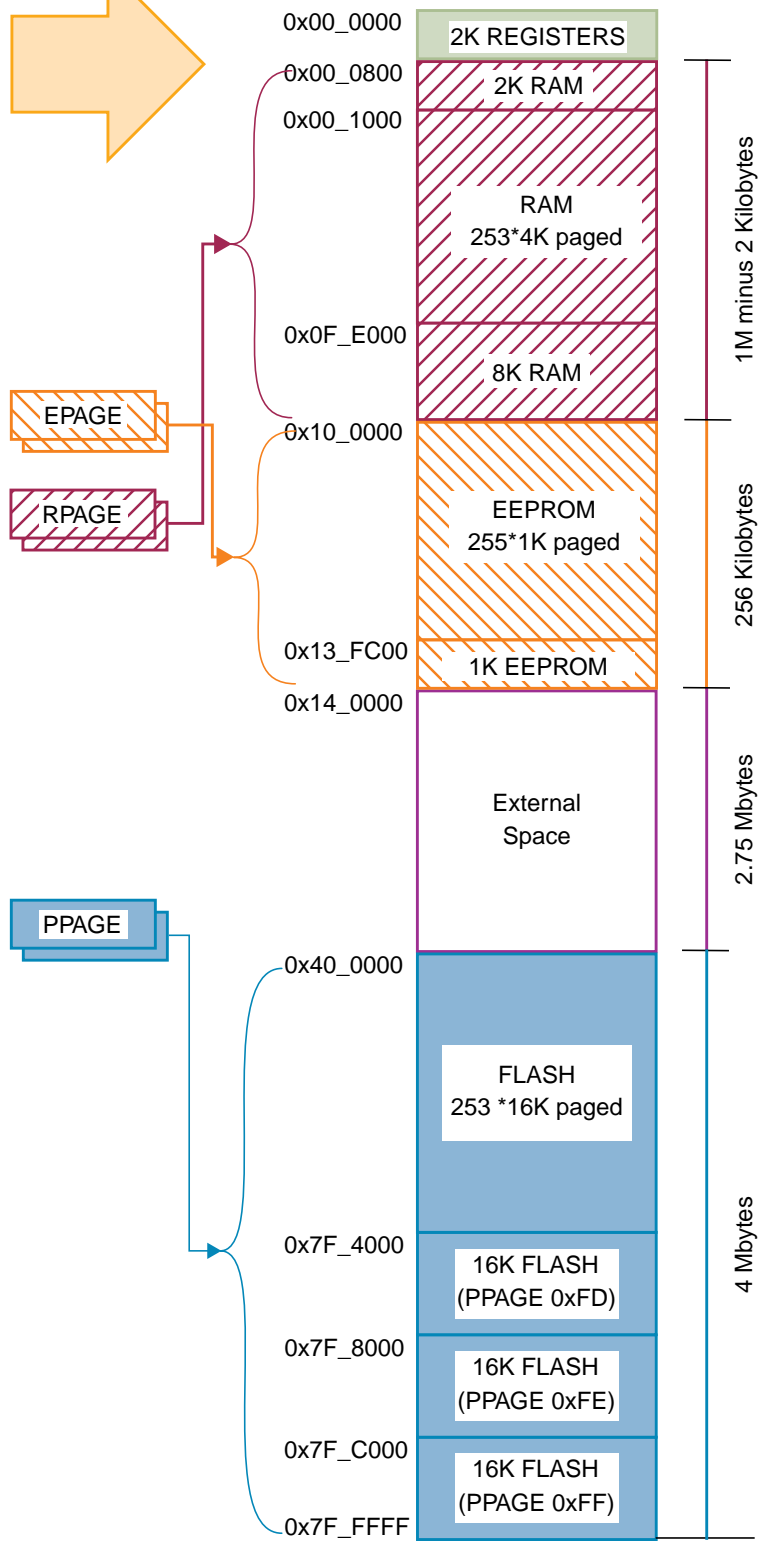 0x00_0000
2K REGISTERS
0x00_0800
2K RAM
0x00_1000
RAM
253*4K paged
1M minus 2 Kilobytes
0x0F_E000
8K RAM
EPAGE
0x10_0000
RPAGE
EEPROM
255*1K paged
256 Kilobytes
0x13_FC00
1K EEPROM
0x14_0000
External
Space
2.75 Mbytes
PPAGE
0x40_0000
FLASH
253 *16K paged
4 Mbytes
0x7F_4000
16K FLASH
(PPAGE 0xFD)
0x7F_8000
16K FLASH
(PPAGE 0xFE)
0x7F_C000
16K FLASH
(PPAGE 0xFF)
0x7F_FFFF